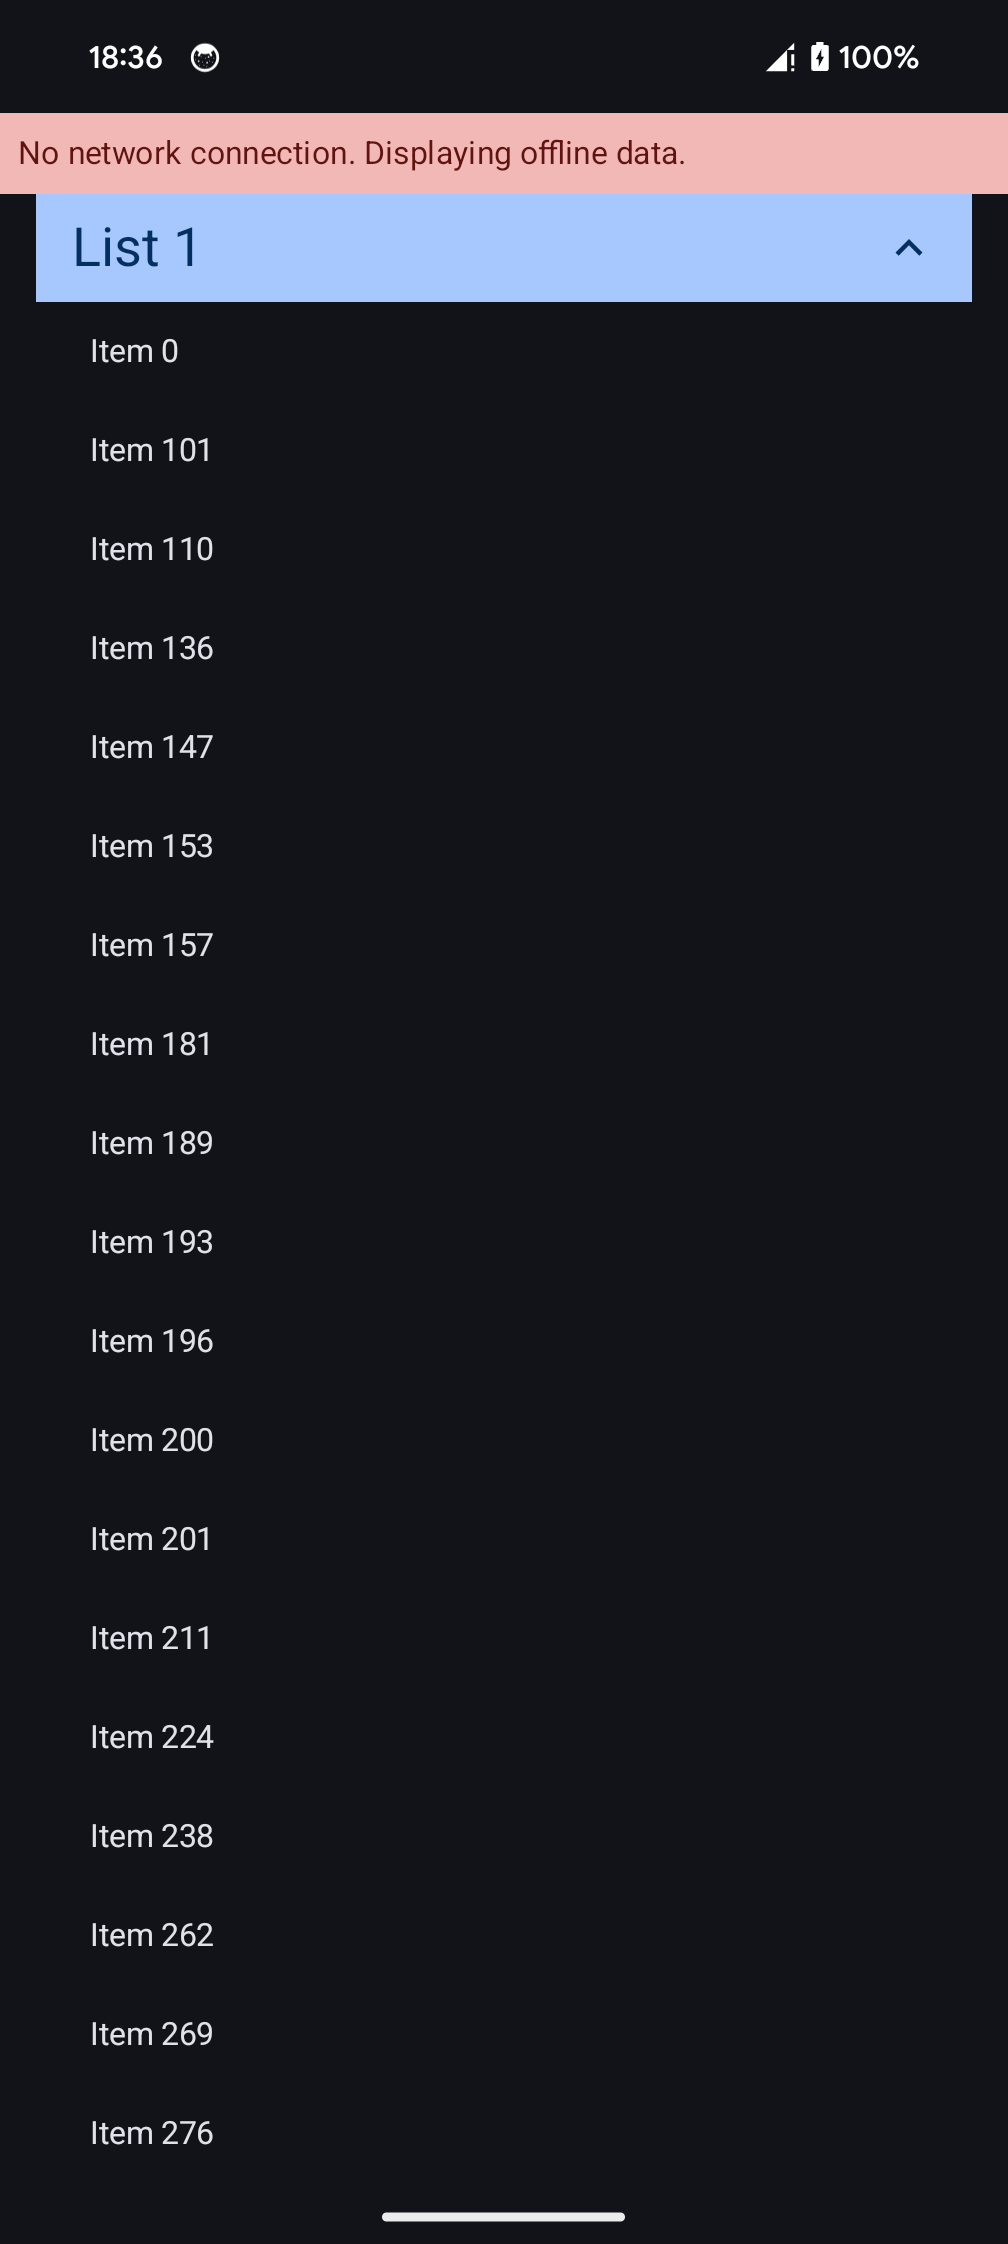 18:36
100%
No network connection. Displaying offline data.
List 1
Item 0
Item 101
Item 110
Item 136
Item 147
Item 153
Item 157
Item 181
Item 189
Item 193
Item 196
Item 200
Item 201
Item 211
Item 224
Item 238
Item 262
Item 269
Item 276